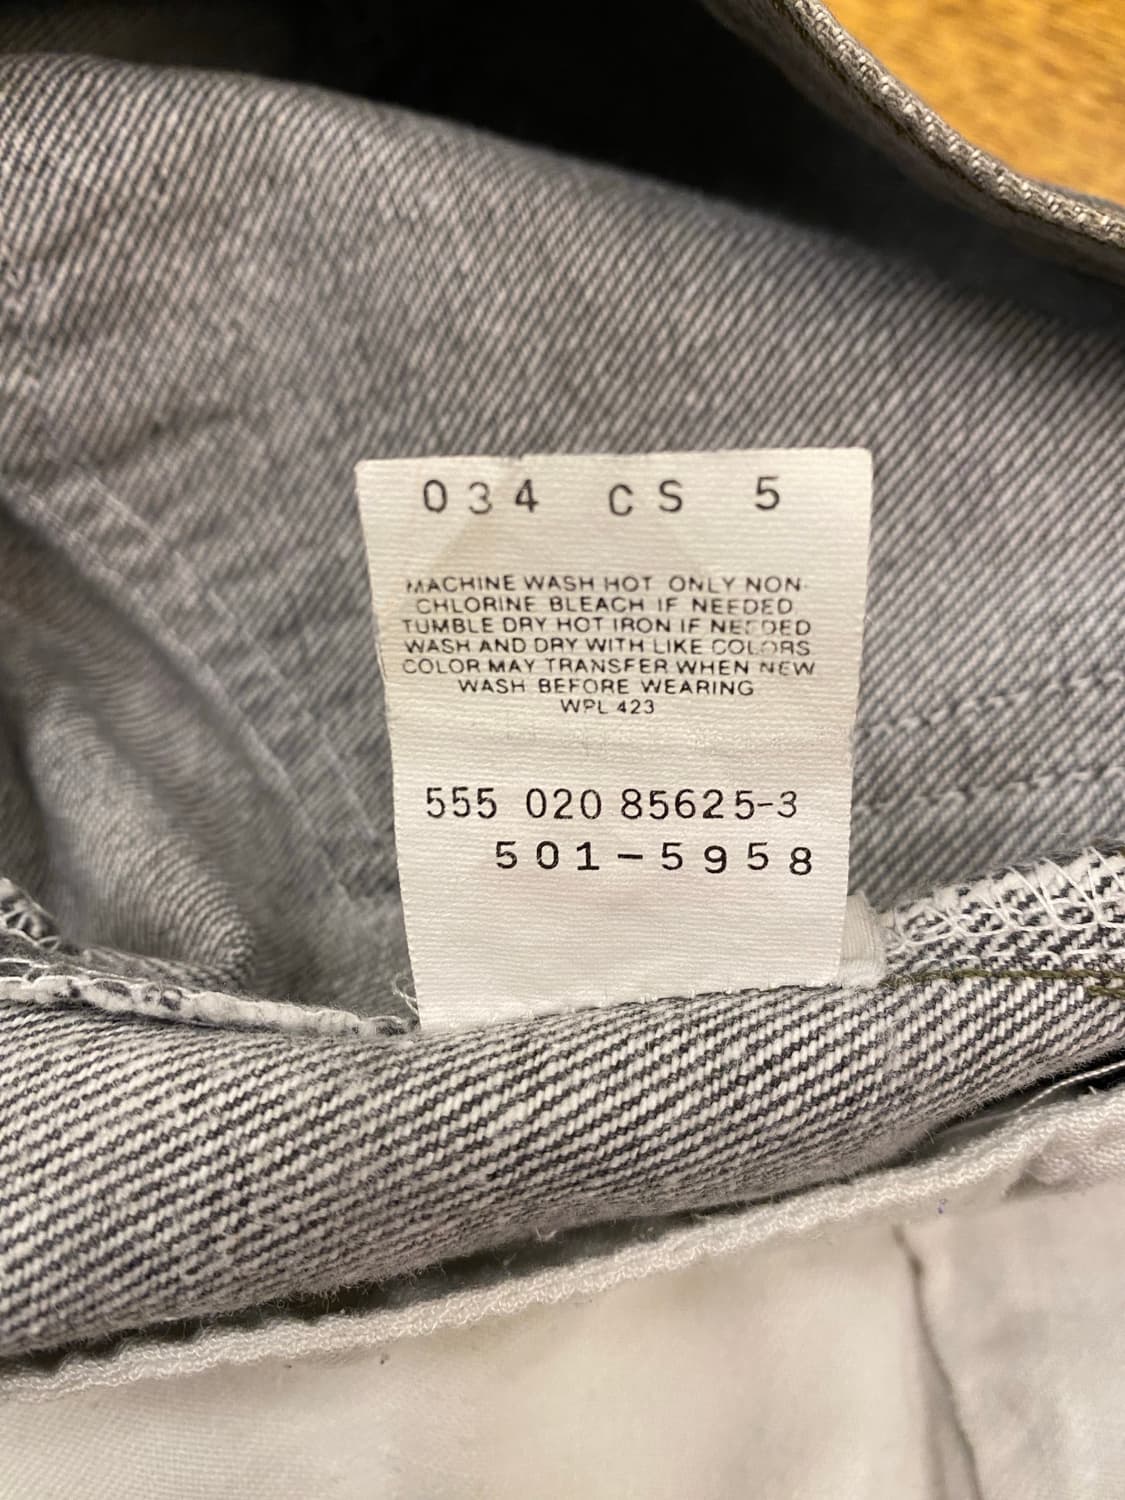 034 CS 5
MACHINE WASH HOT ONLY NON-
CHLORINE BLEACH IF NEEDED
TUMBLE DRY HOT IRON IF NEEDED
WASH AND DRY WITH LIKE COLORS
COLOR MAY TRANSFER WHEN NEW
WASH BEFORE WEARING
WPL 423
555 020 85625-3
501-5958